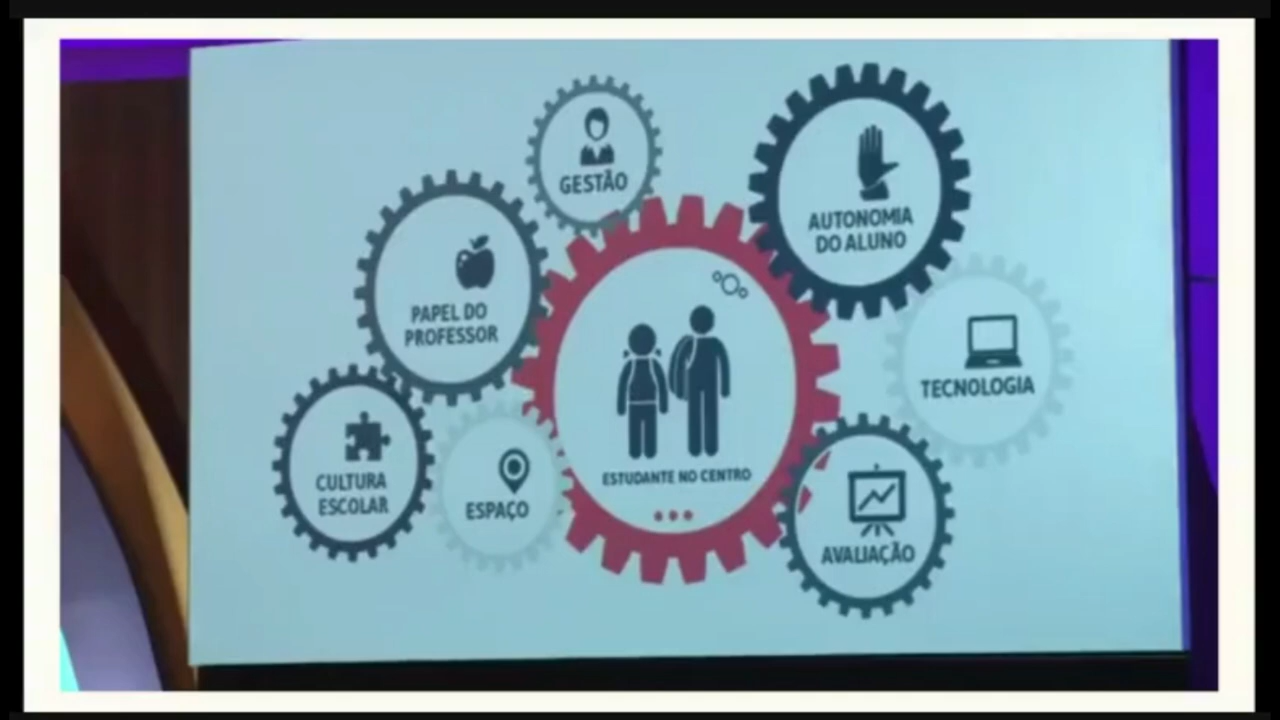 GESTÃO
AUTONOMIA
DO ALUNO
PAPEL DO
PROFESSOR
TECNOLOGIA
ESTUDANTE NO CENTRO
CULTURA
ESCOLAR
ESPAÇO
AVALIAÇÃO